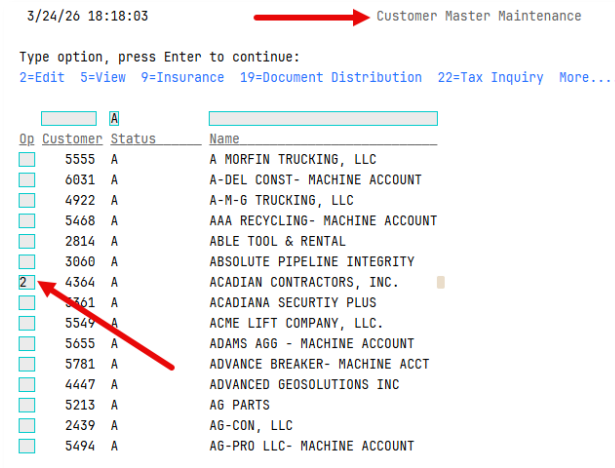 3/24/26 18:18:03 Customer Master Maintenance
Type option, press Enter to continue:
2=Edit 5=View 9=Insurance 19=Document Distribution 22=Tax Inquiry More...
A
Op Customer Status Name
5555 A A MORFIN TRUCKING, LLC
6031 A A-DEL CONST- MACHINE ACCOUNT
4922 A A-M-G TRUCKING, LLC
5468 A AAA RECYCLING- MACHINE ACCOUNT
2814 A ABLE TOOL & RENTAL
3060 A ABSOLUTE PIPELINE INTEGRITY
2 4364 A ACADIAN CONTRACTORS, INC.
3361 A ACADIANA SECURTIY PLUS
5549 A ACME LIFT COMPANY, LLC.
5655 A ADAMS AGG - MACHINE ACCOUNT
5781 A ADVANCE BREAKER- MACHINE ACCT
4447 A ADVANCED GEOSOLUTIONS INC
5213 A AG PARTS
2439 A AG-CON, LLC
5494 A AG-PRO LLC- MACHINE ACCOUNT